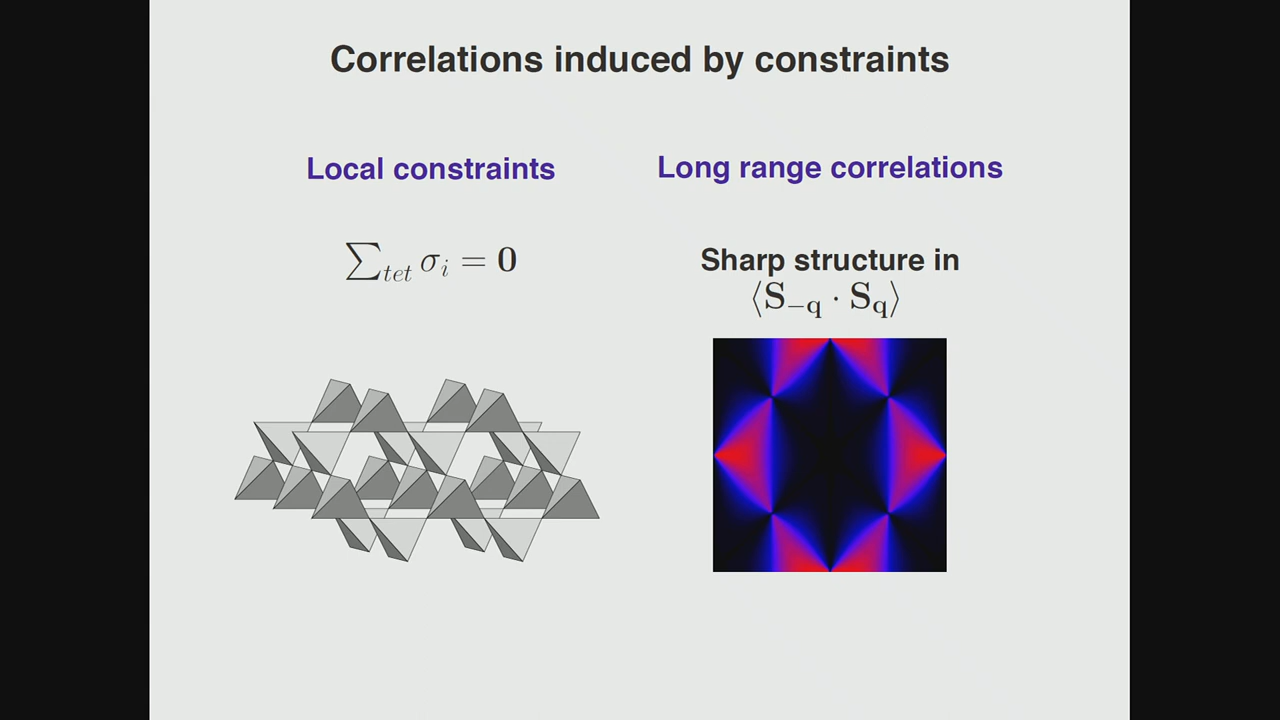 Correlations induced by constraints
Local constraints
Long range correlations
∑_{tet} σ_i = 0
Sharp structure in
⟨S_{−q} · S_q⟩